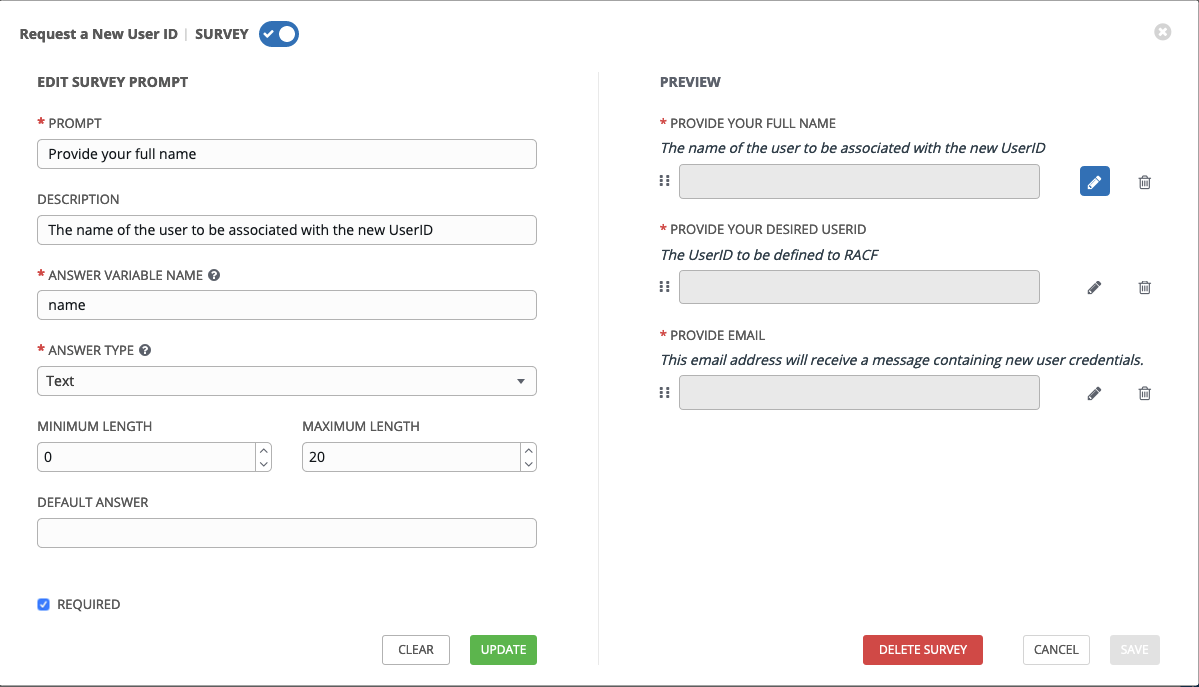 Request a New User ID | SURVEY
EDIT SURVEY PROMPT
* PROMPT
Provide your full name
DESCRIPTION
The name of the user to be associated with the new UserID
* ANSWER VARIABLE NAME ?
name
* ANSWER TYPE ?
Text
MINIMUM LENGTH MAXIMUM LENGTH
0 20
DEFAULT ANSWER
REQUIRED
CLEAR UPDATE
PREVIEW
* PROVIDE YOUR FULL NAME
The name of the user to be associated with the new UserID
* PROVIDE YOUR DESIRED USERID
The UserID to be defined to RACF
* PROVIDE EMAIL
This email address will receive a message containing new user credentials.
DELETE SURVEY CANCEL SAVE